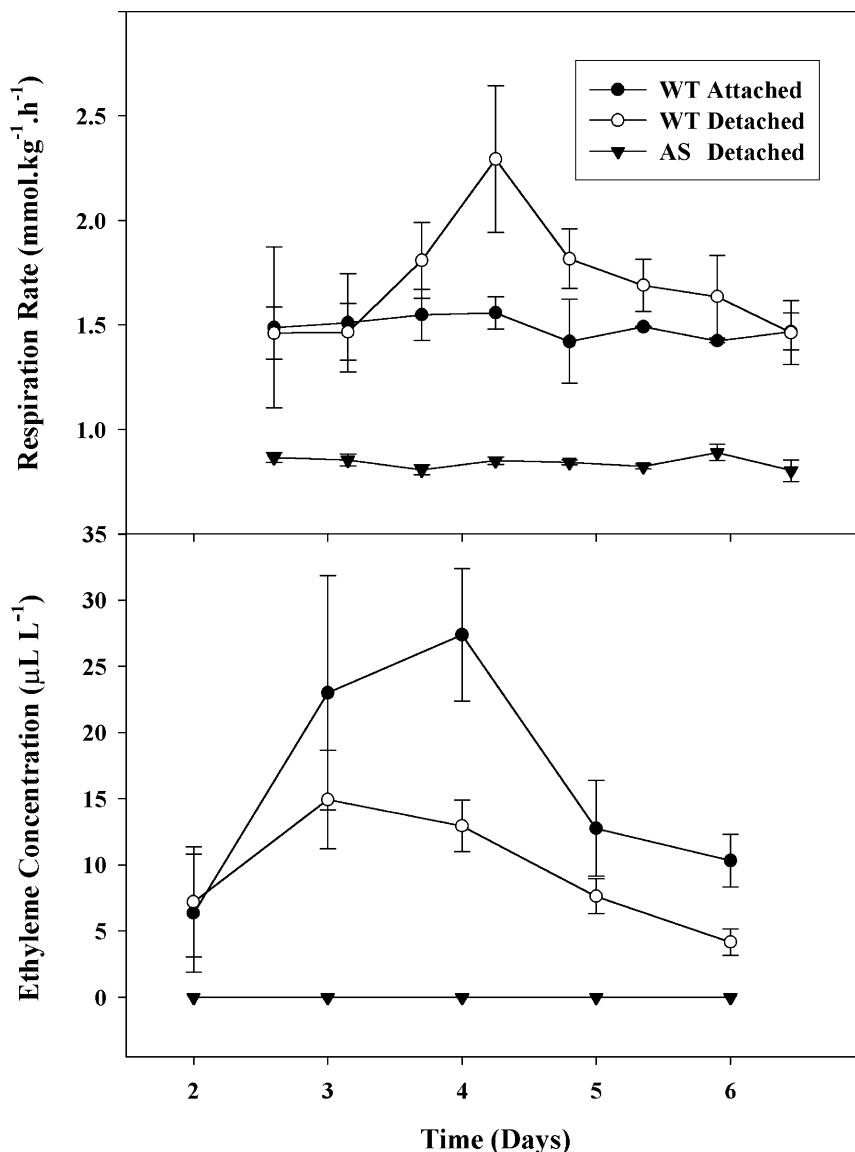 Respiration Rate (mmol.kg⁻¹.h⁻¹)
2.5
2.0
1.5
1.0
WT Attached
WT Detached
AS Detached
Ethyleme Concentration (μL L⁻¹)
35
30
25
20
15
10
5
0
2 3 4 5 6
Time (Days)